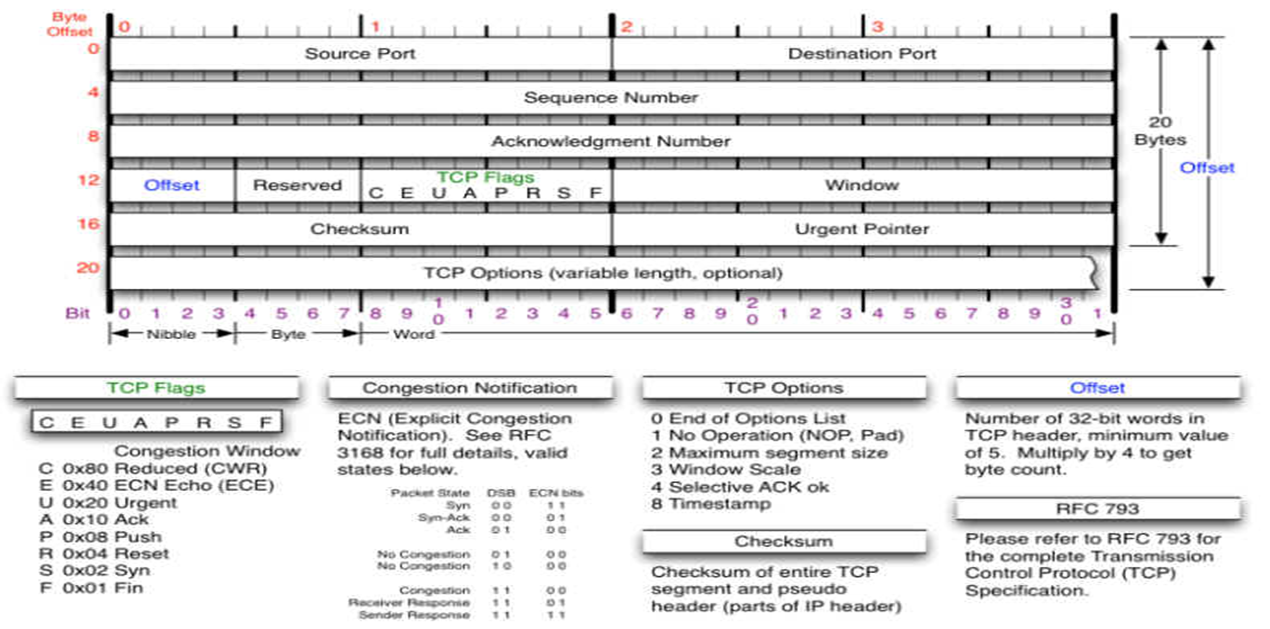 Byte
Offset
0 1 2 3
0 Source Port Destination Port
4 Sequence Number
8 Acknowledgment Number
20
Bytes
Offset
12 Offset Reserved TCP Flags Window
C E U A P R S F
16 Checksum Urgent Pointer
20 TCP Options (variable length, optional)
Bit 0 1 2 3 4 5 6 7 8 9 10 1 2 3 4 5 6 7 8 9 20 1 2 3 4 5 6 7 8 9 30 1
Nibble Byte Word
TCP Flags
C E U A P R S F
Congestion Window
C 0x80 Reduced (CWR)
E 0x40 ECN Echo (ECE)
U 0x20 Urgent
A 0x10 Ack
P 0x08 Push
R 0x04 Reset
S 0x02 Syn
F 0x01 Fin
Congestion Notification
ECN (Explicit Congestion
Notification). See RFC
3168 for full details, valid
states below.
Packet State DSB ECN bits
Syn 0 0 1 1
Syn-Ack 0 0 0 1
Ack 0 1 0 0
No Congestion 0 1 0 0
No Congestion 1 0 0 0
Congestion 1 1 0 0
Receiver Response 1 1 0 1
Sender Response 1 1 1 1
TCP Options
0 End of Options List
1 No Operation (NOP, Pad)
2 Maximum segment size
3 Window Scale
4 Selective ACK ok
8 Timestamp
Checksum
Checksum of entire TCP
segment and pseudo
header (parts of IP header)
Offset
Number of 32-bit words in
TCP header, minimum value
of 5. Multiply by 4 to get
byte count.
RFC 793
Please refer to RFC 793 for
the complete Transmission
Control Protocol (TCP)
Specification.